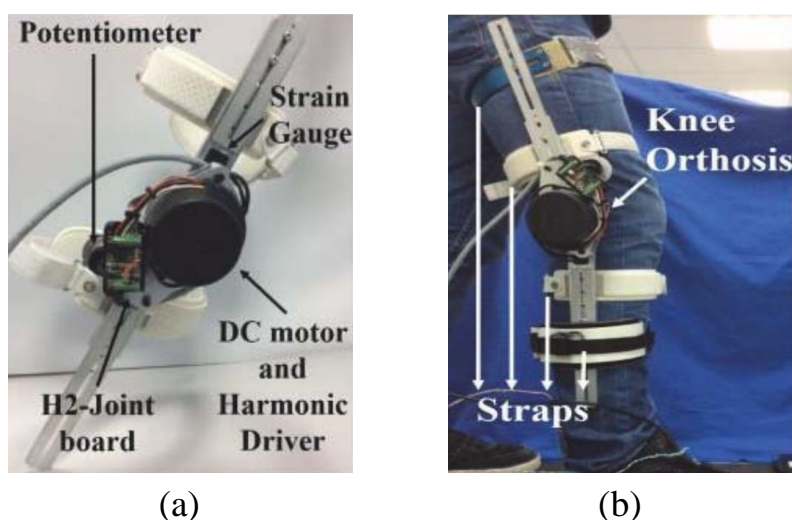 Potentiometer
Strain
Gauge
DC motor
and
Harmonic
Driver
H2-Joint
board
Knee
Orthosis
Straps
(a)
(b)